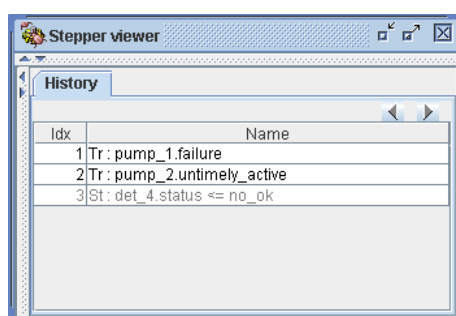 Stepper viewer
History
Idx Name
1 Tr : pump_1.failure
2 Tr : pump_2.untimely_active
3 St : det_4.status <= no_ok